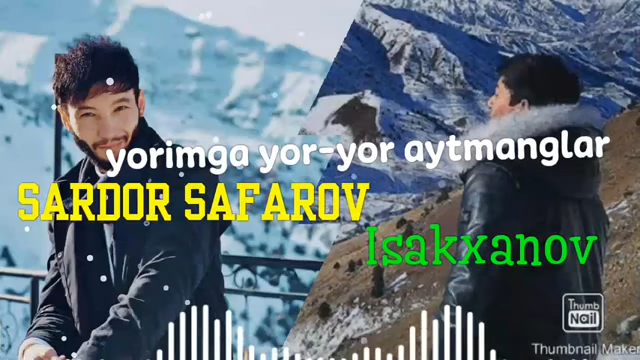 yorimga yor-yor aytmanglar
SARDOR SAFAROV
Isakxanov
Thumb
Nail
Thumbnail Maker